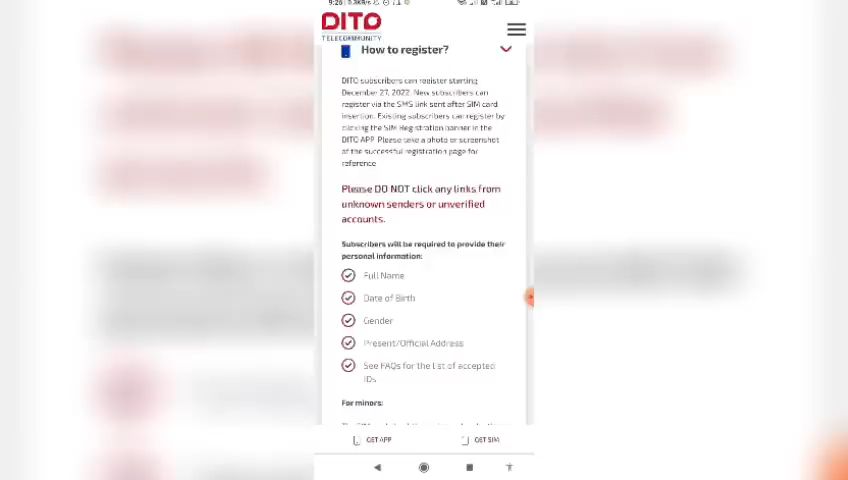 9:26
DITO
TELECOMMUNITY
How to register?
DITO subscribers can register starting
December 27, 2022. New subscribers can
register via the SMS link sent after SIM card
insertion. Existing subscribers can register by
clicking the SIM Registration banner in the
DITO APP. Please take a photo or screenshot
of the successful registration page for
reference
Please DO NOT click any links from
unknown senders or unverified
accounts.
Subscribers will be required to provide their
personal information:
Full Name
Date of Birth
Gender
Present/Official Address
See FAQs for the list of accepted
IDs
For minors:
GET APP GET SIM